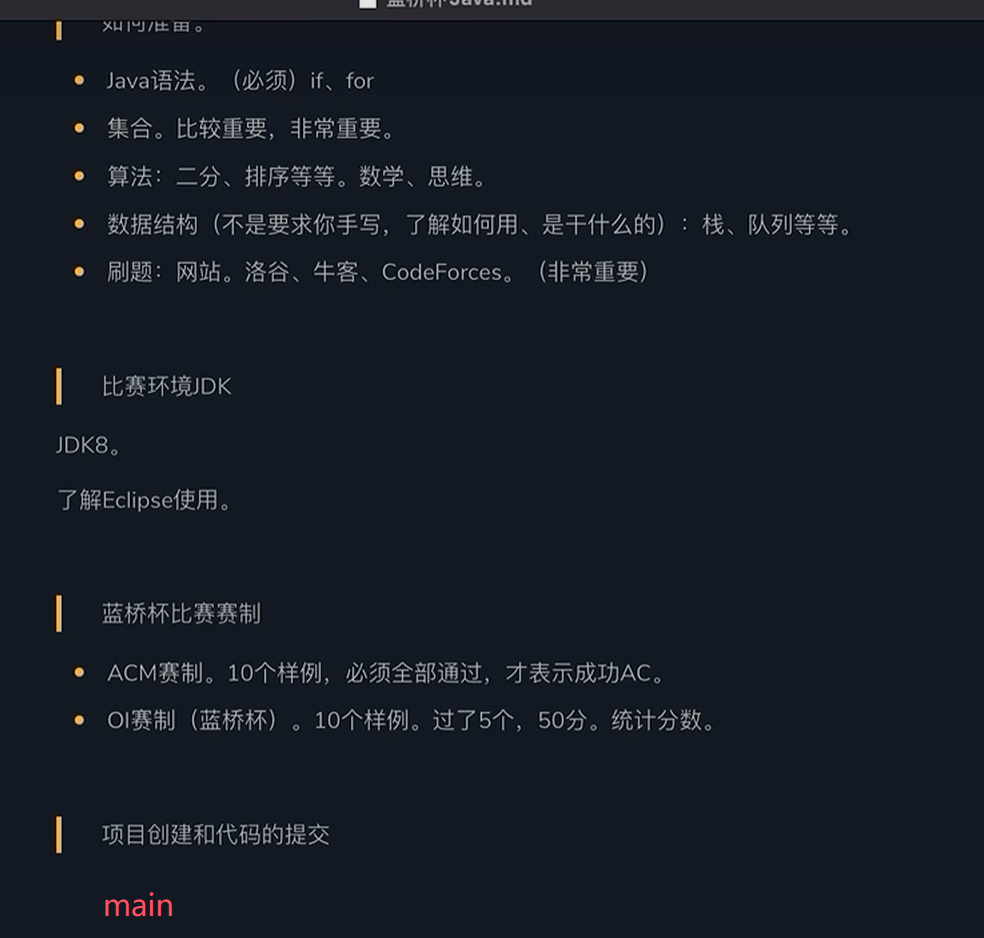 蓝桥杯Java.md
如何准备。
Java语法。（必须）if、for
集合。比较重要，非常重要。
算法：二分、排序等等。数学、思维。
数据结构（不是要求你手写，了解如何用、是干什么的）：栈、队列等等。
刷题：网站。洛谷、牛客、CodeForces。（非常重要）
比赛环境JDK
JDK8。
了解Eclipse使用。
蓝桥杯比赛赛制
ACM赛制。10个样例，必须全部通过，才表示成功AC。
OI赛制（蓝桥杯）。10个样例。过了5个，50分。统计分数。
项目创建和代码的提交
main